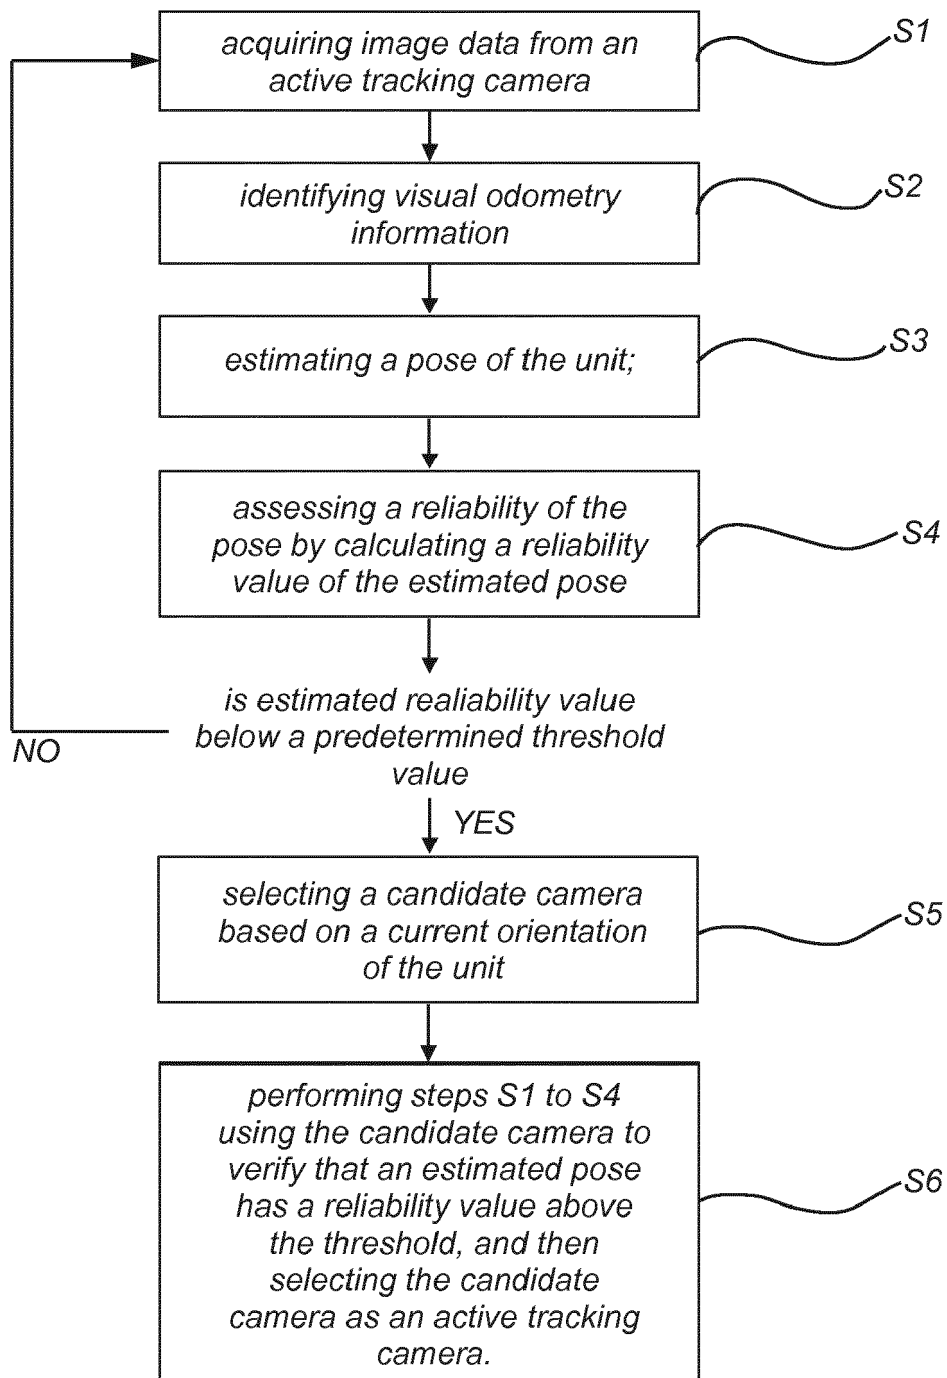 acquiring image data from an
active tracking camera
S1
identifying visual odometry
information
S2
estimating a pose of the unit;
S3
assessing a reliability of the
pose by calculating a reliability
value of the estimated pose
S4
is estimated realiability value
below a predetermined threshold
value
NO
YES
selecting a candidate camera
based on a current orientation
of the unit
S5
performing steps S1 to S4
using the candidate camera to
verify that an estimated pose
has a reliability value above
the threshold, and then
selecting the candidate
camera as an active tracking
camera.
S6